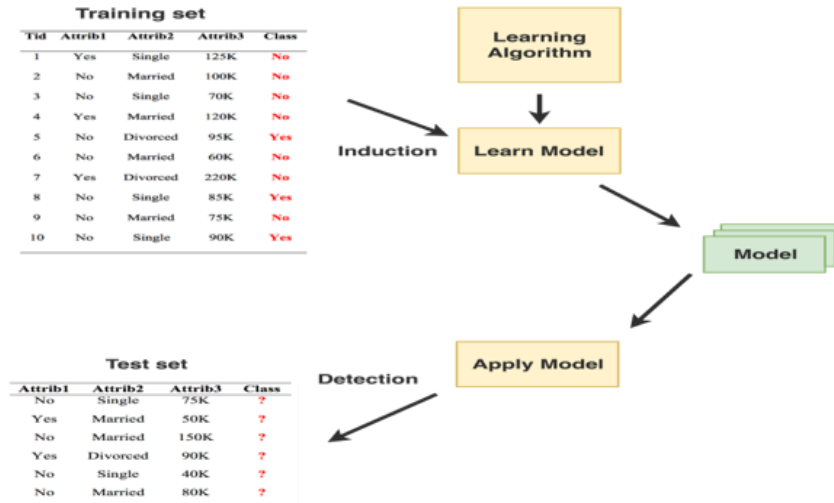 Training set
Tid Attrib1 Attrib2 Attrib3 Class
1 Yes Single 125K No
2 No Married 100K No
3 No Single 70K No
4 Yes Married 120K No
5 No Divorced 95K Yes
6 No Married 60K No
7 Yes Divorced 220K No
8 No Single 85K Yes
9 No Married 75K No
10 No Single 90K Yes
Learning
Algorithm
Induction
Learn Model
Model
Apply Model
Detection
Test set
Attrib1 Attrib2 Attrib3 Class
No Single 75K ?
Yes Married 50K ?
No Married 150K ?
Yes Divorced 90K ?
No Single 40K ?
No Married 80K ?